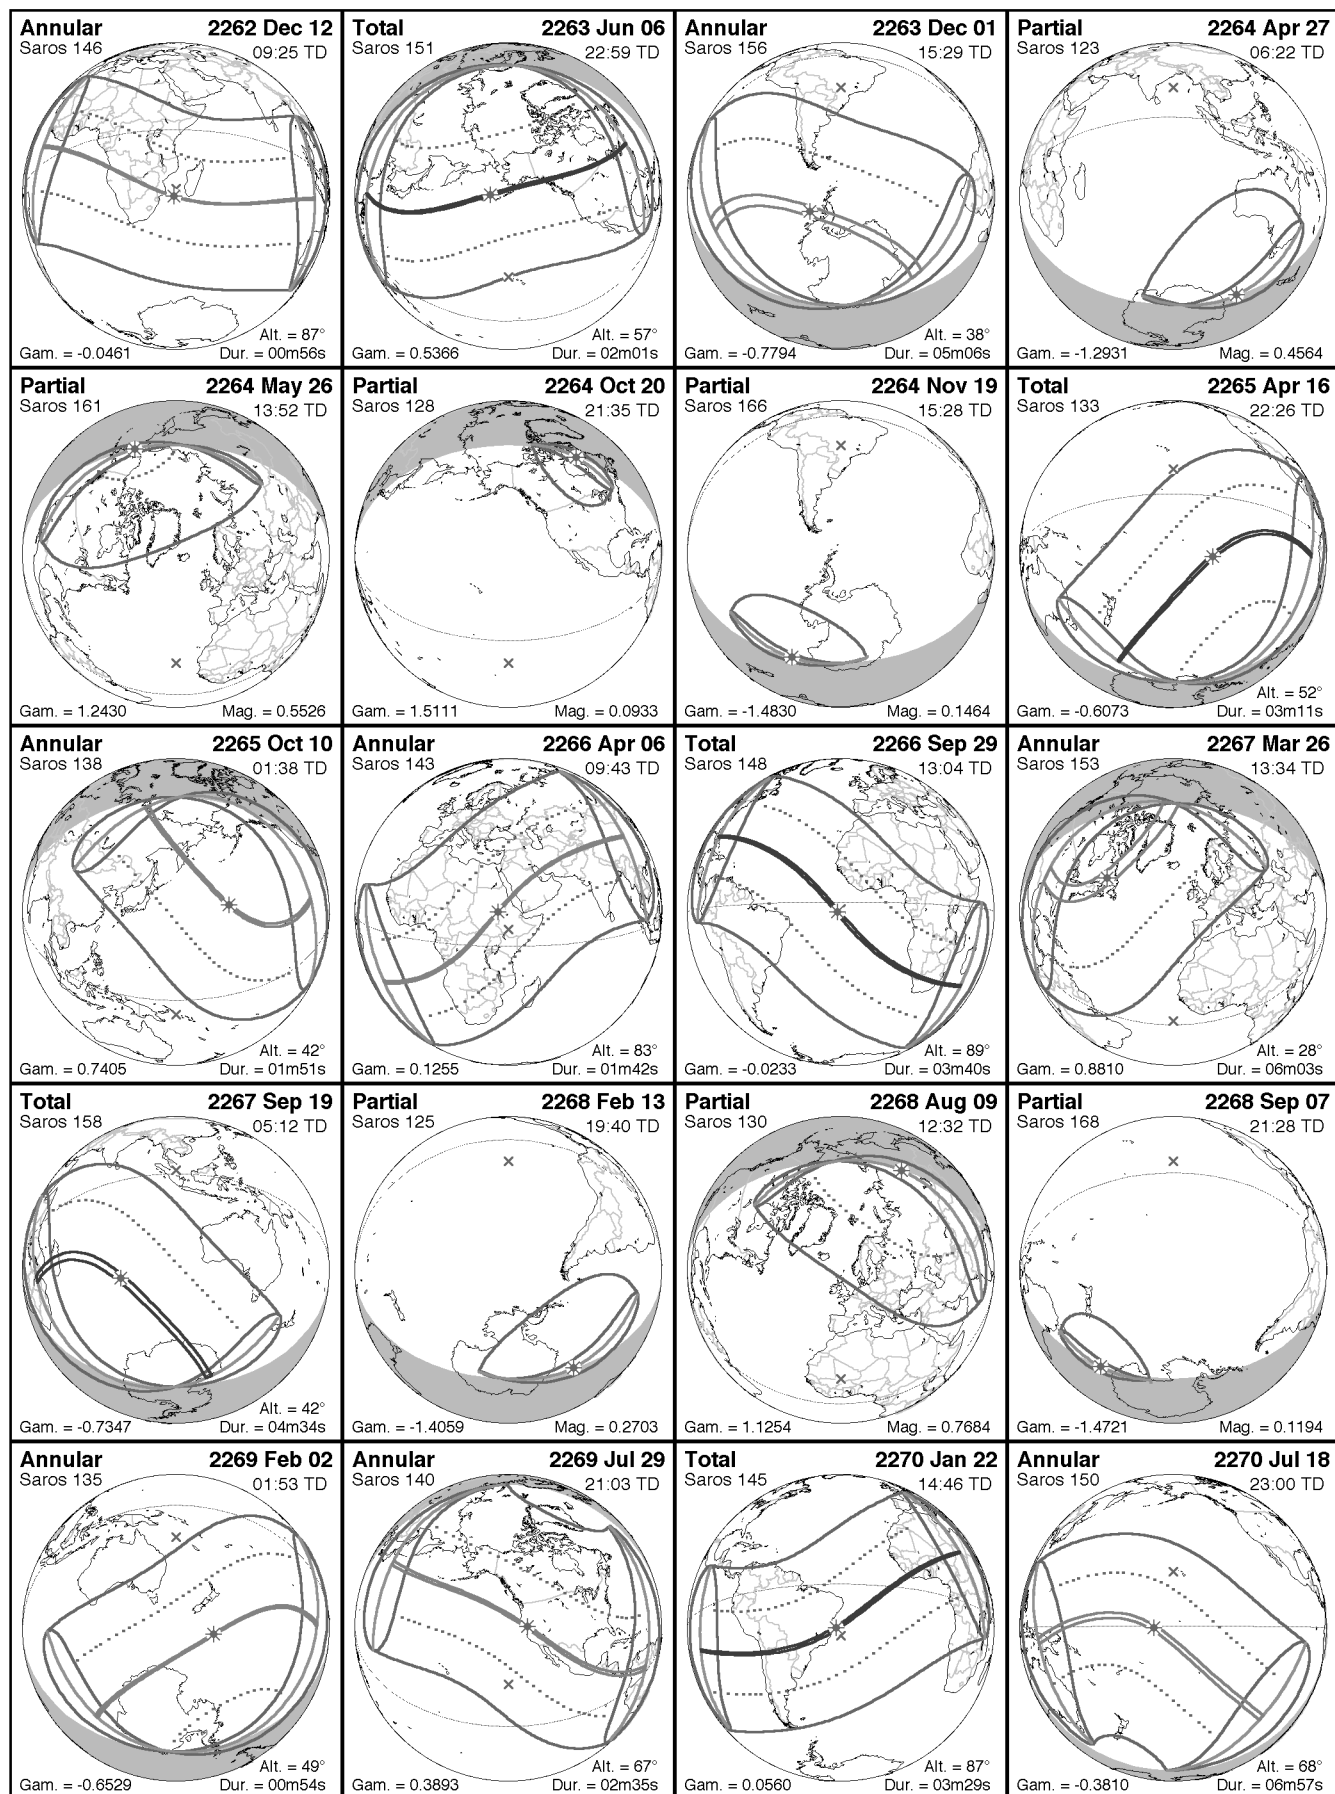 Annular 2262 Dec 12
Saros 146 09:25 TD
Alt. = 87°
Gam. = -0.0461 Dur. = 00m56s
Total 2263 Jun 06
Saros 151 22:59 TD
Alt. = 57°
Gam. = 0.5366 Dur. = 02m01s
Annular 2263 Dec 01
Saros 156 15:29 TD
Alt. = 38°
Gam. = -0.7794 Dur. = 05m06s
Partial 2264 Apr 27
Saros 123 06:22 TD
Gam. = -1.2931 Mag. = 0.4564
Partial 2264 May 26
Saros 161 13:52 TD
Gam. = 1.2430 Mag. = 0.5526
Partial 2264 Oct 20
Saros 128 21:35 TD
Gam. = 1.5111 Mag. = 0.0933
Partial 2264 Nov 19
Saros 166 15:28 TD
Gam. = -1.4830 Mag. = 0.1464
Total 2265 Apr 16
Saros 133 22:26 TD
Alt. = 52°
Gam. = -0.6073 Dur. = 03m11s
Annular 2265 Oct 10
Saros 138 01:38 TD
Alt. = 42°
Gam. = 0.7405 Dur. = 01m51s
Annular 2266 Apr 06
Saros 143 09:43 TD
Alt. = 83°
Gam. = 0.1255 Dur. = 01m42s
Total 2266 Sep 29
Saros 148 13:04 TD
Alt. = 89°
Gam. = -0.0233 Dur. = 03m40s
Annular 2267 Mar 26
Saros 153 13:34 TD
Alt. = 28°
Gam. = 0.8810 Dur. = 06m03s
Total 2267 Sep 19
Saros 158 05:12 TD
Alt. = 42°
Gam. = -0.7347 Dur. = 04m34s
Partial 2268 Feb 13
Saros 125 19:40 TD
Gam. = -1.4059 Mag. = 0.2703
Partial 2268 Aug 09
Saros 130 12:32 TD
Gam. = 1.1254 Mag. = 0.7684
Partial 2268 Sep 07
Saros 168 21:28 TD
Gam. = -1.4721 Mag. = 0.1194
Annular 2269 Feb 02
Saros 135 01:53 TD
Alt. = 49°
Gam. = -0.6529 Dur. = 00m54s
Annular 2269 Jul 29
Saros 140 21:03 TD
Alt. = 67°
Gam. = 0.3893 Dur. = 02m35s
Total 2270 Jan 22
Saros 145 14:46 TD
Alt. = 87°
Gam. = 0.0560 Dur. = 03m29s
Annular 2270 Jul 18
Saros 150 23:00 TD
Alt. = 68°
Gam. = -0.3810 Dur. = 06m57s